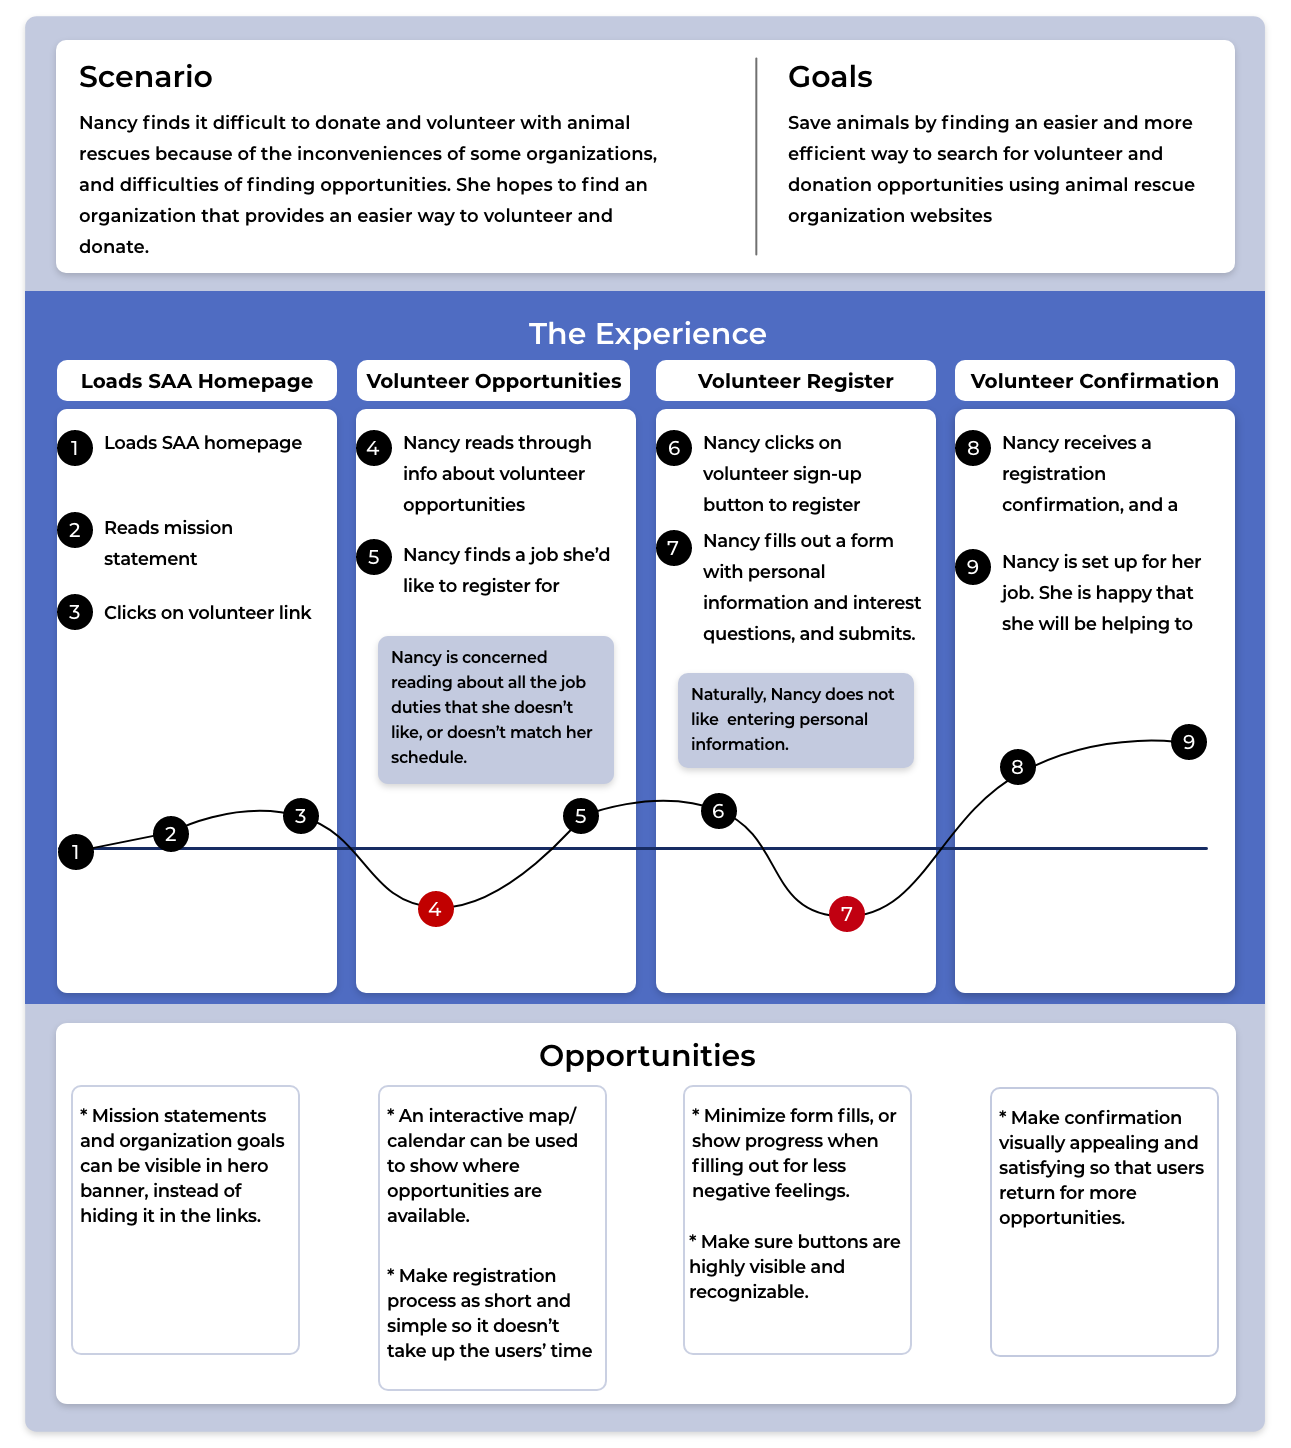 Scenario
Nancy finds it difficult to donate and volunteer with animal
rescues because of the inconveniences of some organizations,
and difficulties of finding opportunities. She hopes to find an
organization that provides an easier way to volunteer and
donate.
Goals
Save animals by finding an easier and more
efficient way to search for volunteer and
donation opportunities using animal rescue
organization websites
The Experience
Loads SAA Homepage
1 Loads SAA homepage
2 Reads mission
statement
3 Clicks on volunteer link
Volunteer Opportunities
4 Nancy reads through
info about volunteer
opportunities
5 Nancy finds a job she’d
like to register for
Nancy is concerned
reading about all the job
duties that she doesn’t
like, or doesn’t match her
schedule.
Volunteer Register
6 Nancy clicks on
volunteer sign-up
button to register
7 Nancy fills out a form
with personal
information and interest
questions, and submits.
Naturally, Nancy does not
like  entering personal
information.
Volunteer Confirmation
8 Nancy receives a
registration
confirmation, and a
9 Nancy is set up for her
job. She is happy that
she will be helping to
1
2
3
4
5
6
7
8
9
Opportunities
* Mission statements
and organization goals
can be visible in hero
banner, instead of
hiding it in the links.
* An interactive map/
calendar can be used
to show where
opportunities are
available.
* Make registration
process as short and
simple so it doesn’t
take up the users’ time
* Minimize form fills, or
show progress when
filling out for less
negative feelings.
* Make sure buttons are
highly visible and
recognizable.
* Make confirmation
visually appealing and
satisfying so that users
return for more
opportunities.